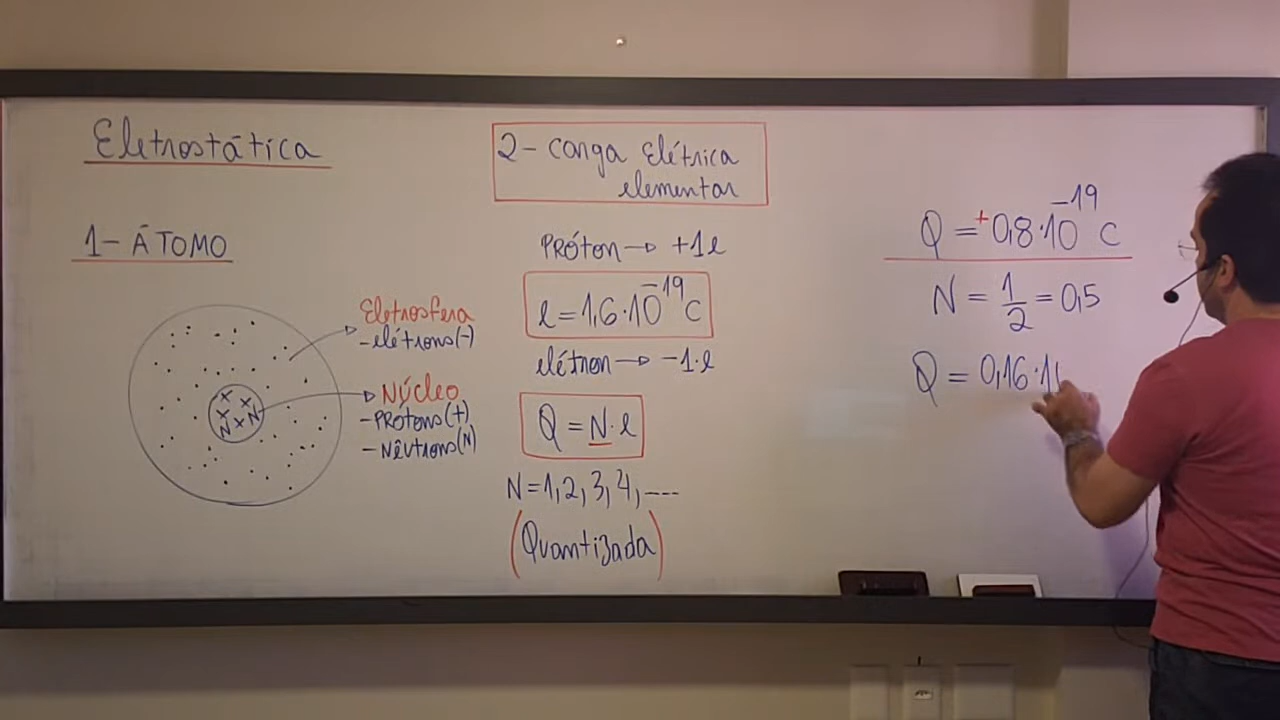 Eletrostática
1- ÁTOMO
Eletrosfera
-elétrons(-)
Núcleo
-Prótons(+)
-Nêutrons(N)
x x x x N N
2- Carga Elétrica
elementar
PRÓTON → +1e
e=1,6·10⁻¹⁹C
elétron → -1·e
Q = N·e
N=1,2,3,4,----
(Quantizada)
Q = +0,8·10⁻¹⁹ C
N = 1/2 = 0,5
Q = 0,16·1